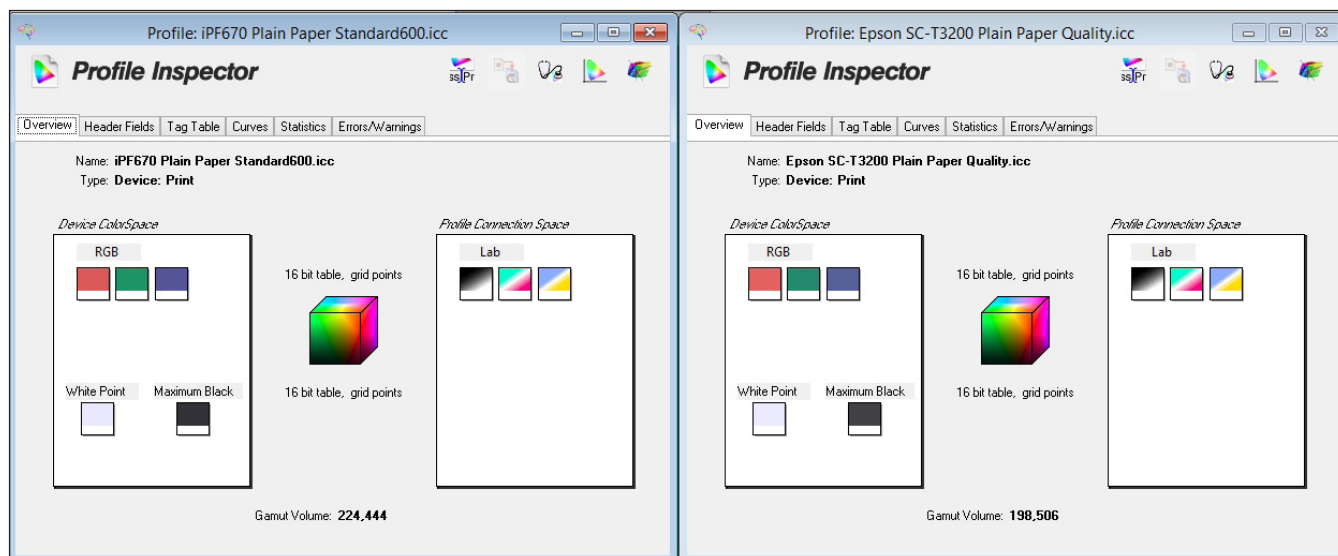 Profile: iPF670 Plain Paper Standard600.icc
Profile Inspector
ss Pr
Overview Header Fields Tag Table Curves Statistics Errors/Warnings
Name: iPF670 Plain Paper Standard600.icc
Type: Device: Print
Device ColorSpace
RGB
White Point Maximum Black
16 bit table, grid points
16 bit table, grid points
Profile Connection Space
Lab
Gamut Volume: 224,444
Profile: Epson SC-T3200 Plain Paper Quality.icc
Profile Inspector
ss Pr
Overview Header Fields Tag Table Curves Statistics Errors/Warnings
Name: Epson SC-T3200 Plain Paper Quality.icc
Type: Device: Print
Device ColorSpace
RGB
White Point Maximum Black
16 bit table, grid points
16 bit table, grid points
Profile Connection Space
Lab
Gamut Volume: 198,506